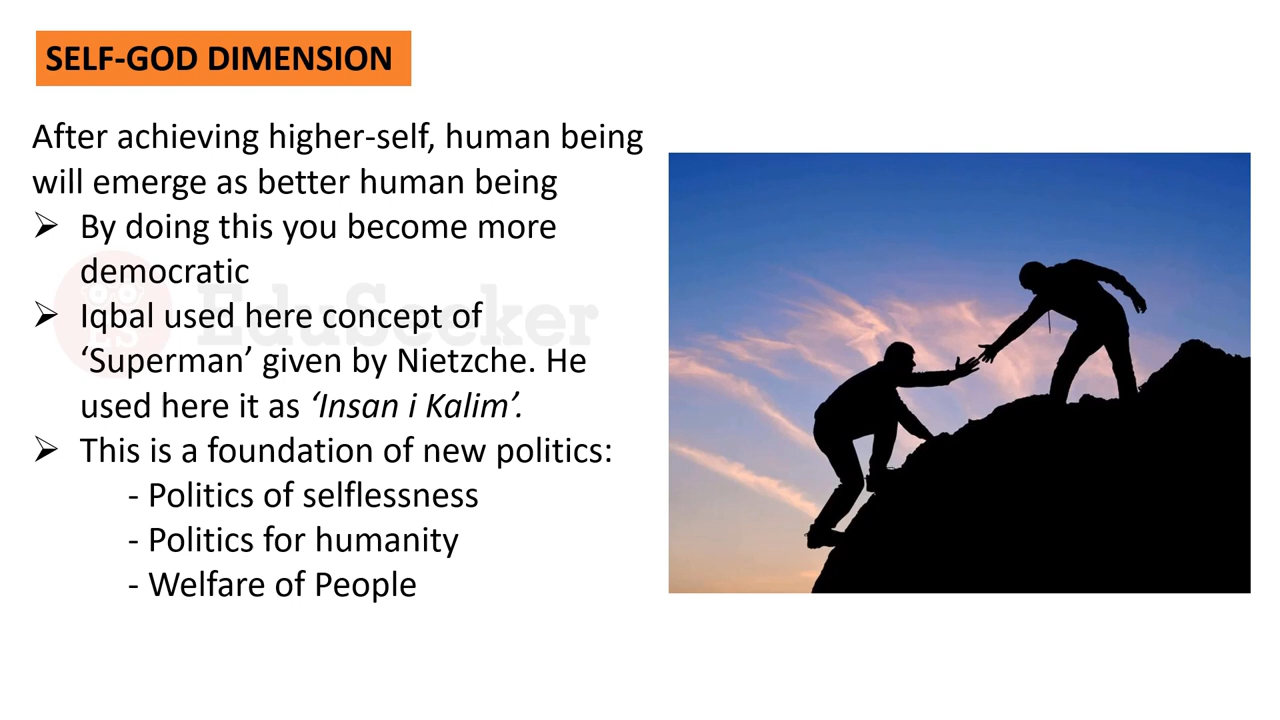 SELF-GOD DIMENSION
After achieving higher-self, human being
will emerge as better human being
➢ By doing this you become more
democratic
➢ Iqbal used here concept of
‘Superman’ given by Nietzche. He
used here it as ‘Insan i Kalim’.
➢ This is a foundation of new politics:
- Politics of selflessness
- Politics for humanity
- Welfare of People
EduSeeker